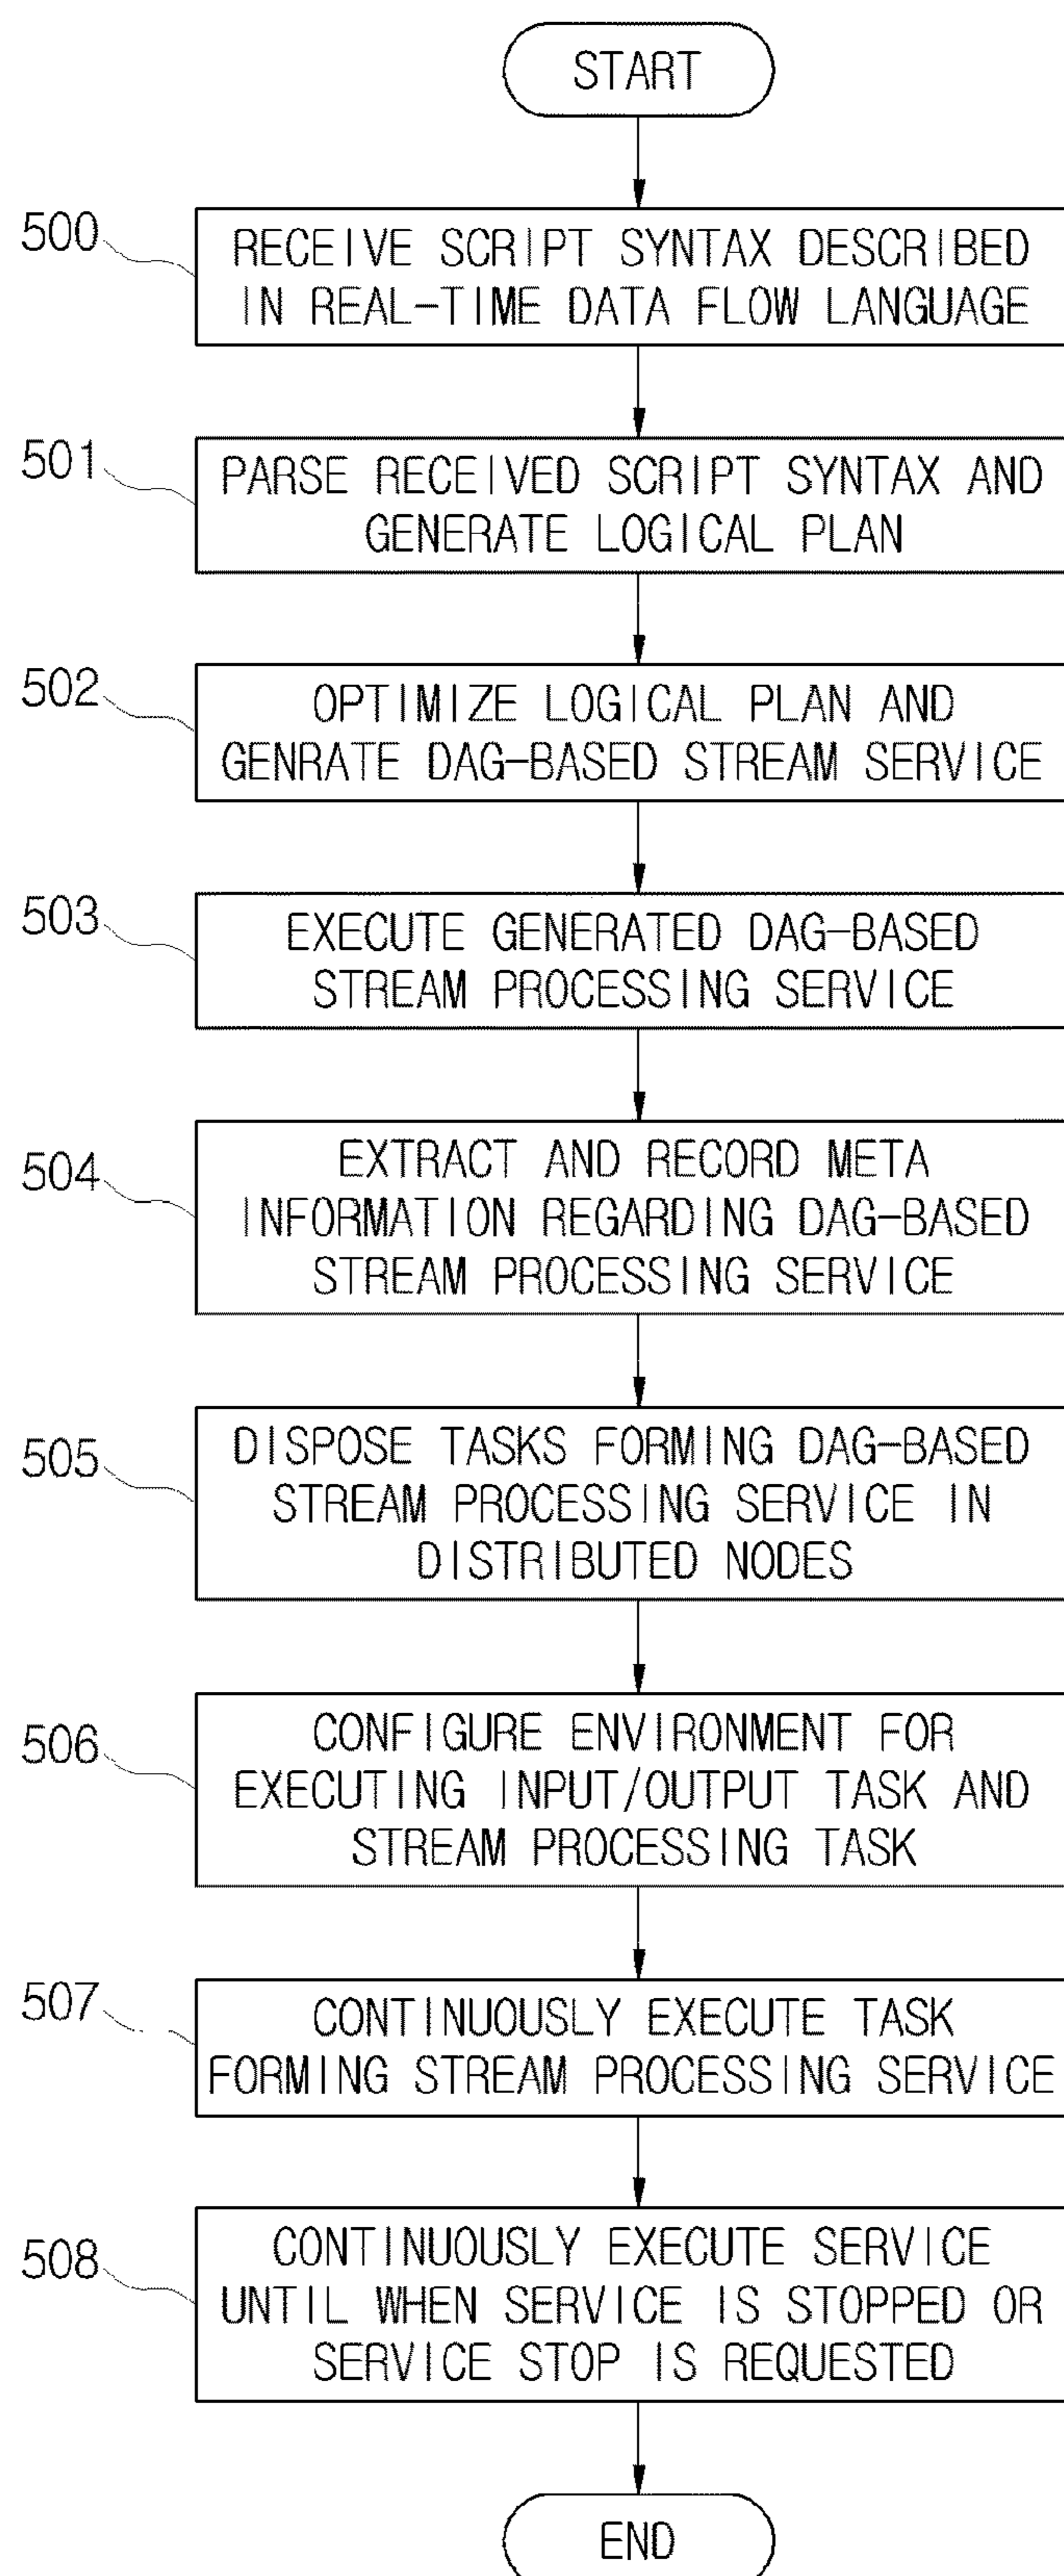 START
500
RECEIVE SCRIPT SYNTAX DESCRIBED
IN REAL-TIME DATA FLOW LANGUAGE
501
PARSE RECEIVED SCRIPT SYNTAX AND
GENERATE LOGICAL PLAN
502
OPTIMIZE LOGICAL PLAN AND
GENRATE DAG-BASED STREAM SERVICE
503
EXECUTE GENERATED DAG-BASED
STREAM PROCESSING SERVICE
504
EXTRACT AND RECORD META
INFORMATION REGARDING DAG-BASED
STREAM PROCESSING SERVICE
505
DISPOSE TASKS FORMING DAG-BASED
STREAM PROCESSING SERVICE IN
DISTRIBUTED NODES
506
CONFIGURE ENVIRONMENT FOR
EXECUTING INPUT/OUTPUT TASK AND
STREAM PROCESSING TASK
507
CONTINUOUSLY EXECUTE TASK
FORMING STREAM PROCESSING SERVICE
508
CONTINUOUSLY EXECUTE SERVICE
UNTIL WHEN SERVICE IS STOPPED OR
SERVICE STOP IS REQUESTED
END